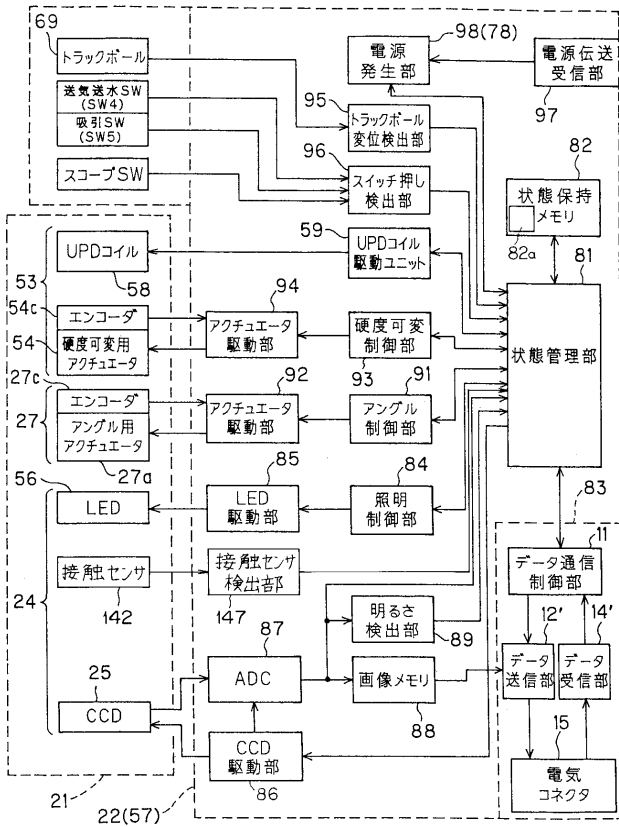 69
トラックボール
送気送水SW
(SW4)
吸引SW
(SW5)
スコープSW
98(78)
電源
発生部
電源伝送
受信部
97
95
トラックボール
変位検出部
96
スイッチ押し
検出部
82
状態保持
メモリ
82a
53
UPDコイル
58
59
UPDコイル
駆動ユニット
81
状態管理部
54c
エンコーダ
54
硬度可変用
アクチュエータ
94
アクチュエータ
駆動部
硬度可変
制御部
93
27c
エンコーダ
27
アングル用
アクチュエータ
27a
92
アクチュエータ
駆動部
91
アングル
制御部
56
LED
85
LED
駆動部
84
照明
制御部
83
24
接触センサ
142
接触センサ
検出部
147
11
データ通信
制御部
明るさ
検出部
89
12'
データ
送信部
14'
データ
受信部
25
CCD
87
ADC
画像メモリ
88
CCD
駆動部
86
15
電気
コネクタ
21
22(57)